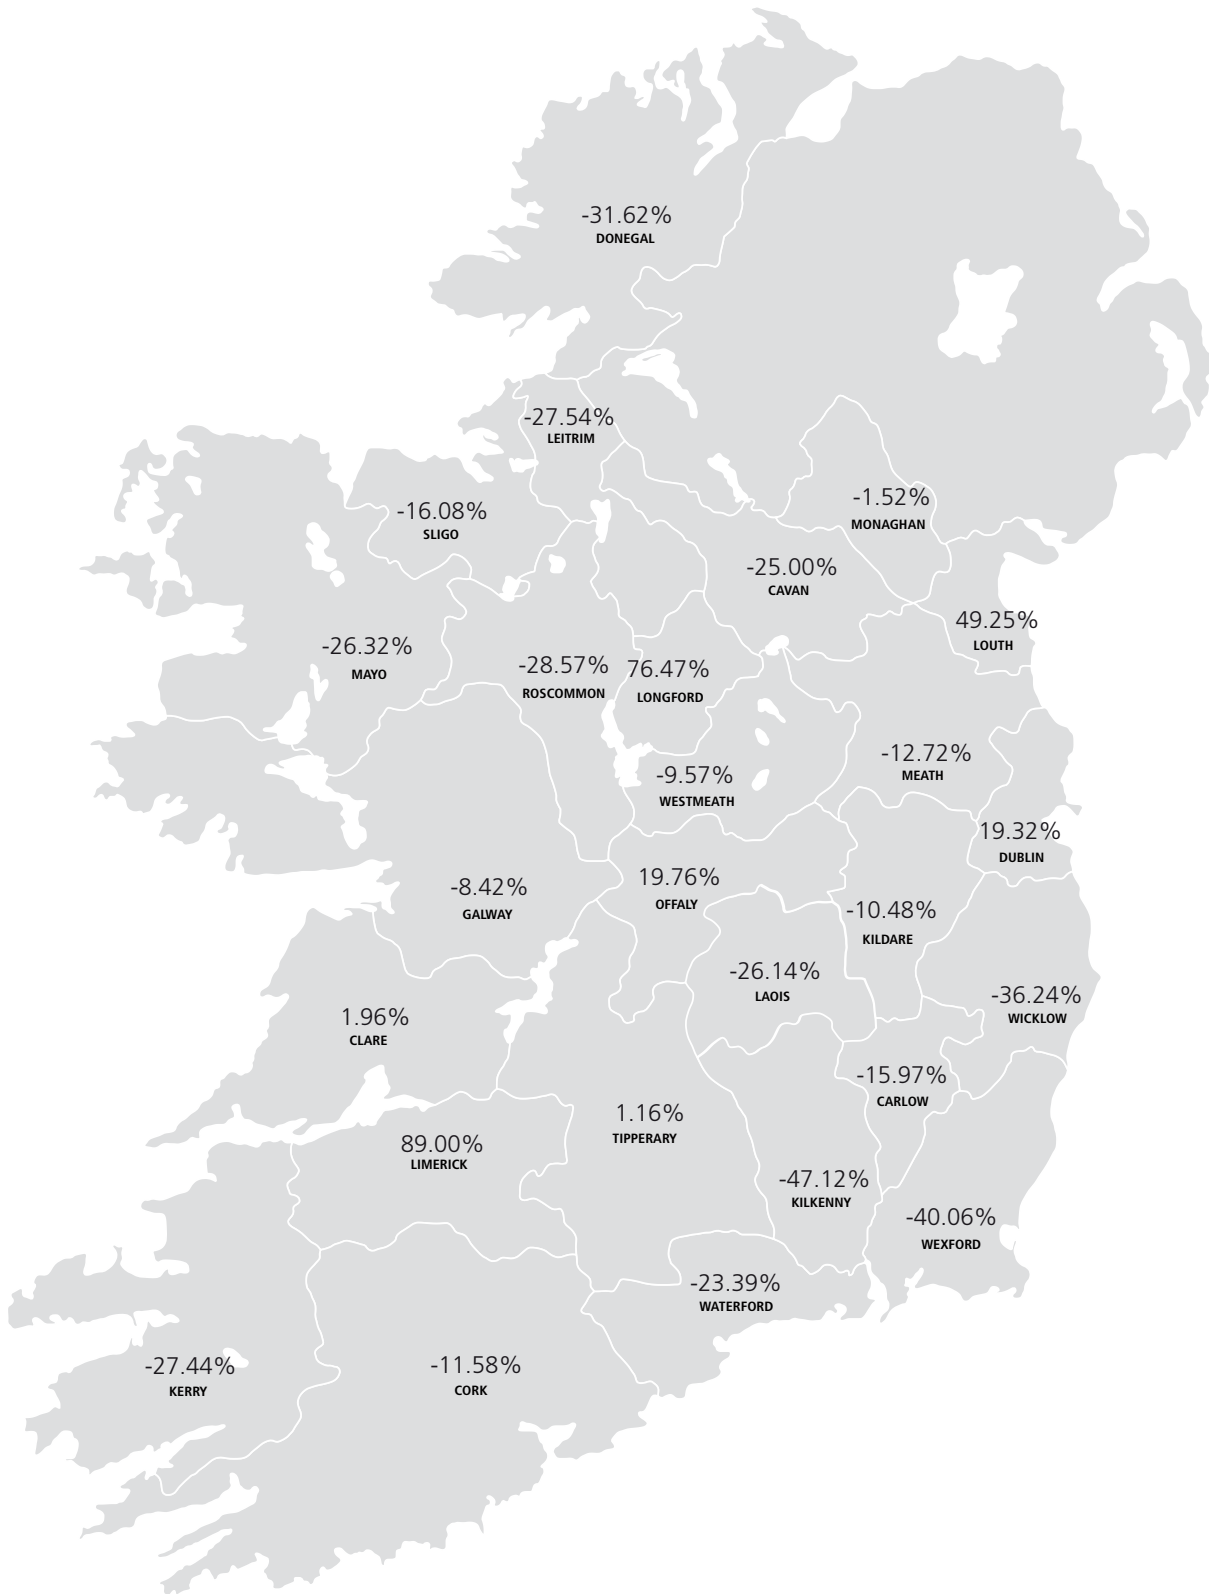 -31.62%
DONEGAL
-27.54%
LEITRIM
-16.08%
SLIGO
-1.52%
MONAGHAN
-25.00%
CAVAN
49.25%
LOUTH
-26.32%
MAYO
-28.57%
ROSCOMMON
76.47%
LONGFORD
-12.72%
MEATH
-9.57%
WESTMEATH
19.32%
DUBLIN
-8.42%
GALWAY
19.76%
OFFALY
-10.48%
KILDARE
-26.14%
LAOIS
-36.24%
WICKLOW
1.96%
CLARE
-15.97%
CARLOW
1.16%
TIPPERARY
89.00%
LIMERICK
-47.12%
KILKENNY
-40.06%
WEXFORD
-23.39%
WATERFORD
-27.44%
KERRY
-11.58%
CORK